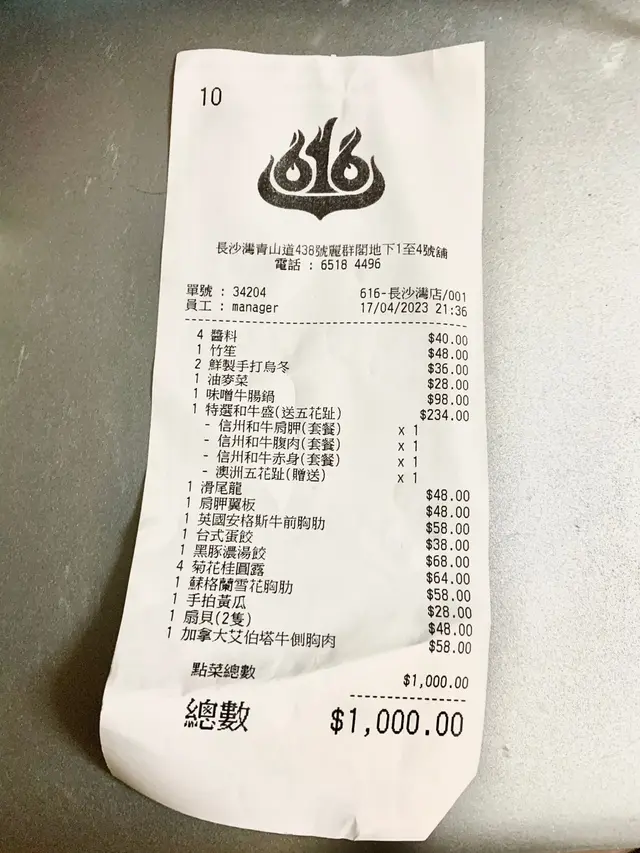 10
616
長沙灣青山道438號麗群閣地下1至4號舖
電話 : 6518 4496
單號 : 34204 616-長沙灣店/001
員工 : manager 17/04/2023 21:36
4 醬料 $40.00
1 竹笙 $48.00
2 鮮製手打烏冬 $36.00
1 油麥菜 $28.00
1 味噌牛腸鍋 $98.00
1 特選和牛盛(送五花趾) $234.00
- 信州和牛肩胛(套餐) x 1
- 信州和牛腹肉(套餐) x 1
- 信州和牛赤身(套餐) x 1
- 澳洲五花趾(贈送) x 1
1 滑尾龍 $48.00
1 肩胛翼板 $48.00
1 英國安格斯牛前胸肋 $58.00
1 台式蛋餃 $38.00
1 黑豚濃湯餃 $68.00
4 菊花桂圓露 $64.00
1 蘇格蘭雪花胸肋 $58.00
1 手拍黃瓜 $28.00
1 扇貝(2隻) $48.00
1 加拿大艾伯塔牛側胸肉 $58.00
點菜總數 $1,000.00
總數 $1,000.00